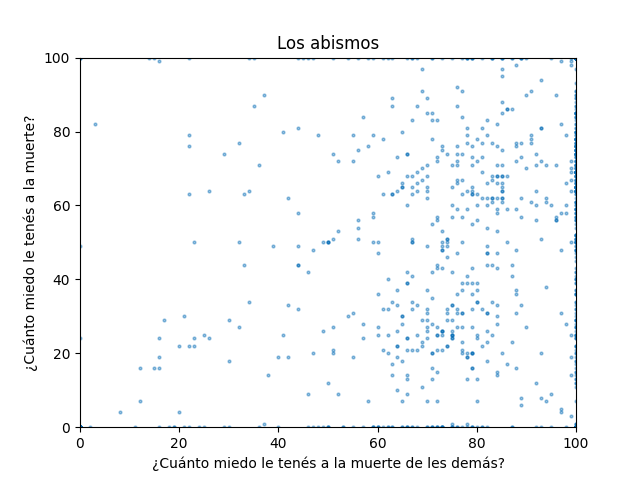 Los abismos
¿Cuánto miedo le tenés a la muerte?
100
80
60
40
20
0
0 20 40 60 80 100
¿Cuánto miedo le tenés a la muerte de les demás?